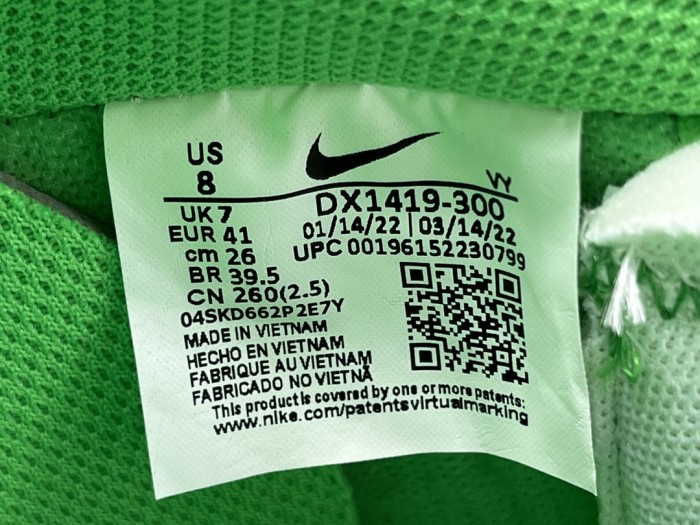 US
8
VY
DX1419-300
UK 7
01/14/22 | 03/14/22
EUR 41
UPC 00196152230799
cm 26
BR 39.5
CN 260(2.5)
04SKD662P2E7Y
MADE IN VIETNAM
HECHO EN VIETNAM
FABRIQUE AU VIETNAM
FABRICADO NO VIETNÃ
This product is covered by one or more patents:
www.nike.com/patentsvirtualmarking